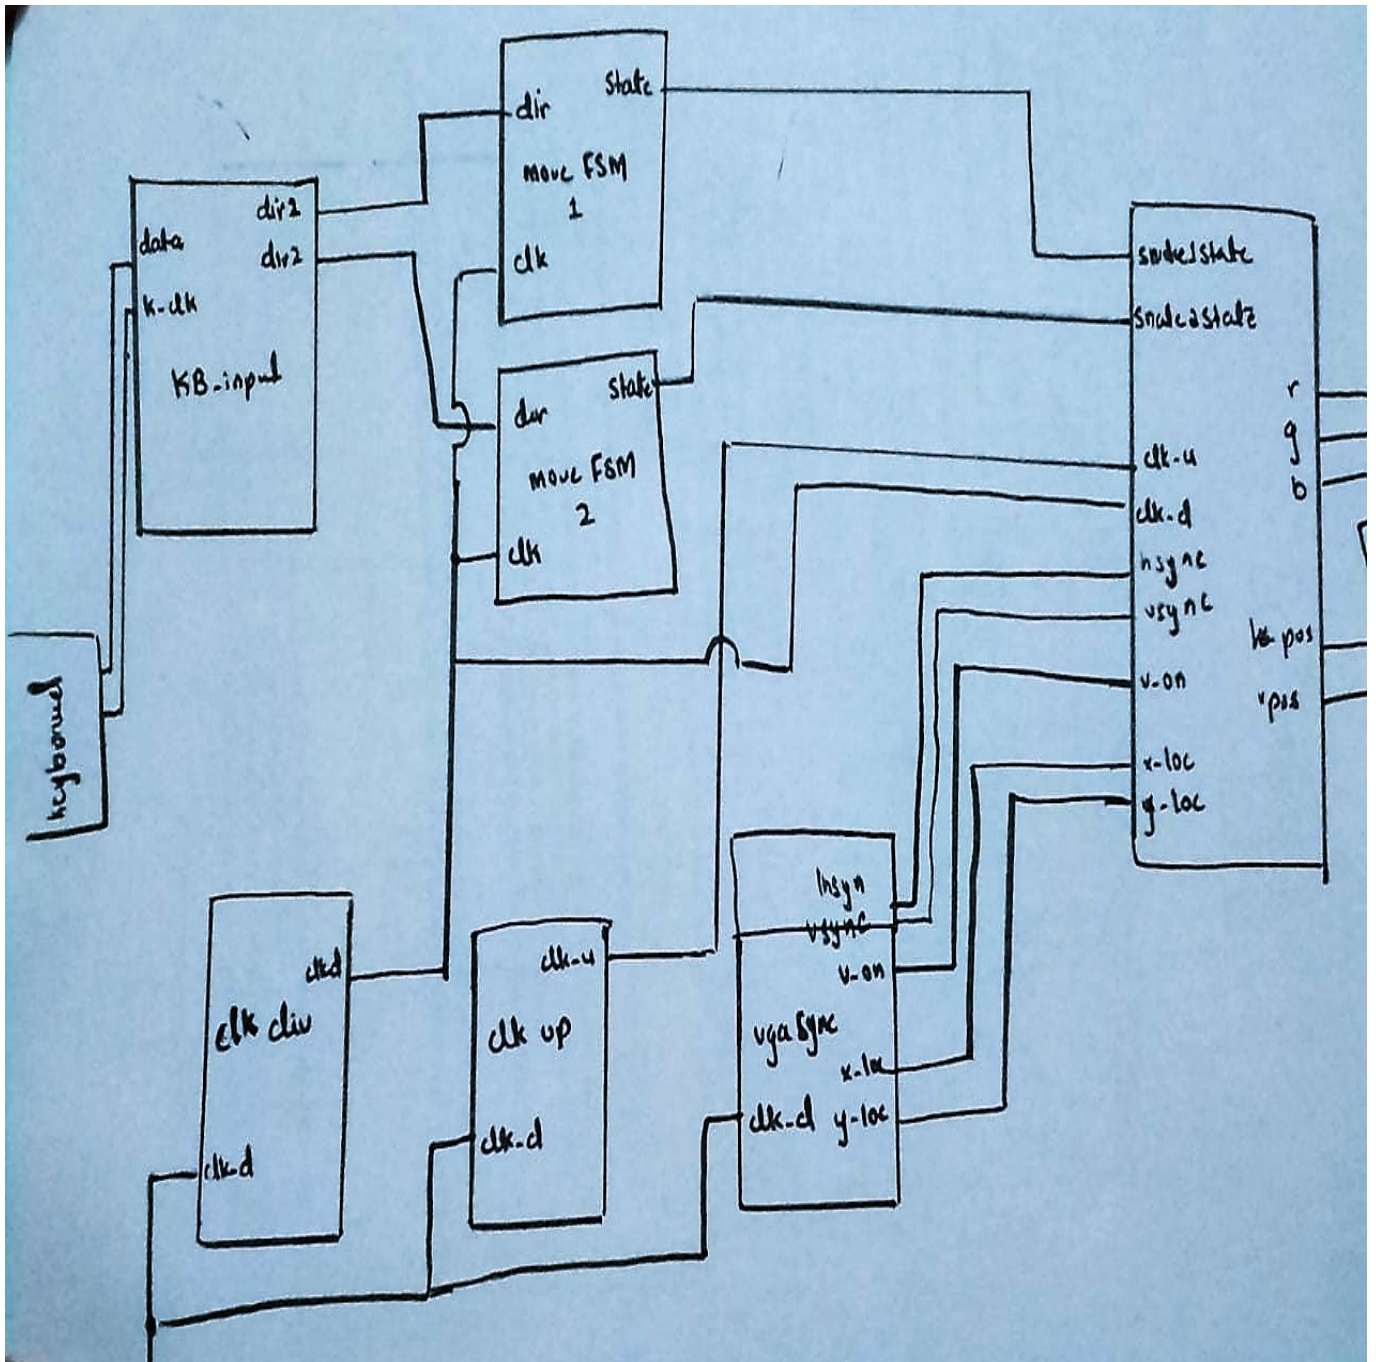 state
dir
move FSM
1
clk
dir2
dir2
data
k-clk
KB-input
state
dir
move FSM
2
clk
snake1state
snake2state
r
g
b
clk-u
clk-d
hsync
vsync
v-on
h-pos
vpos
x-loc
y-loc
keyboard
clkd
clk div
clk-d
clk-u
clk up
clk-d
hsyn
vsync
v-on
vga sync
x-loc
clk-d y-loc